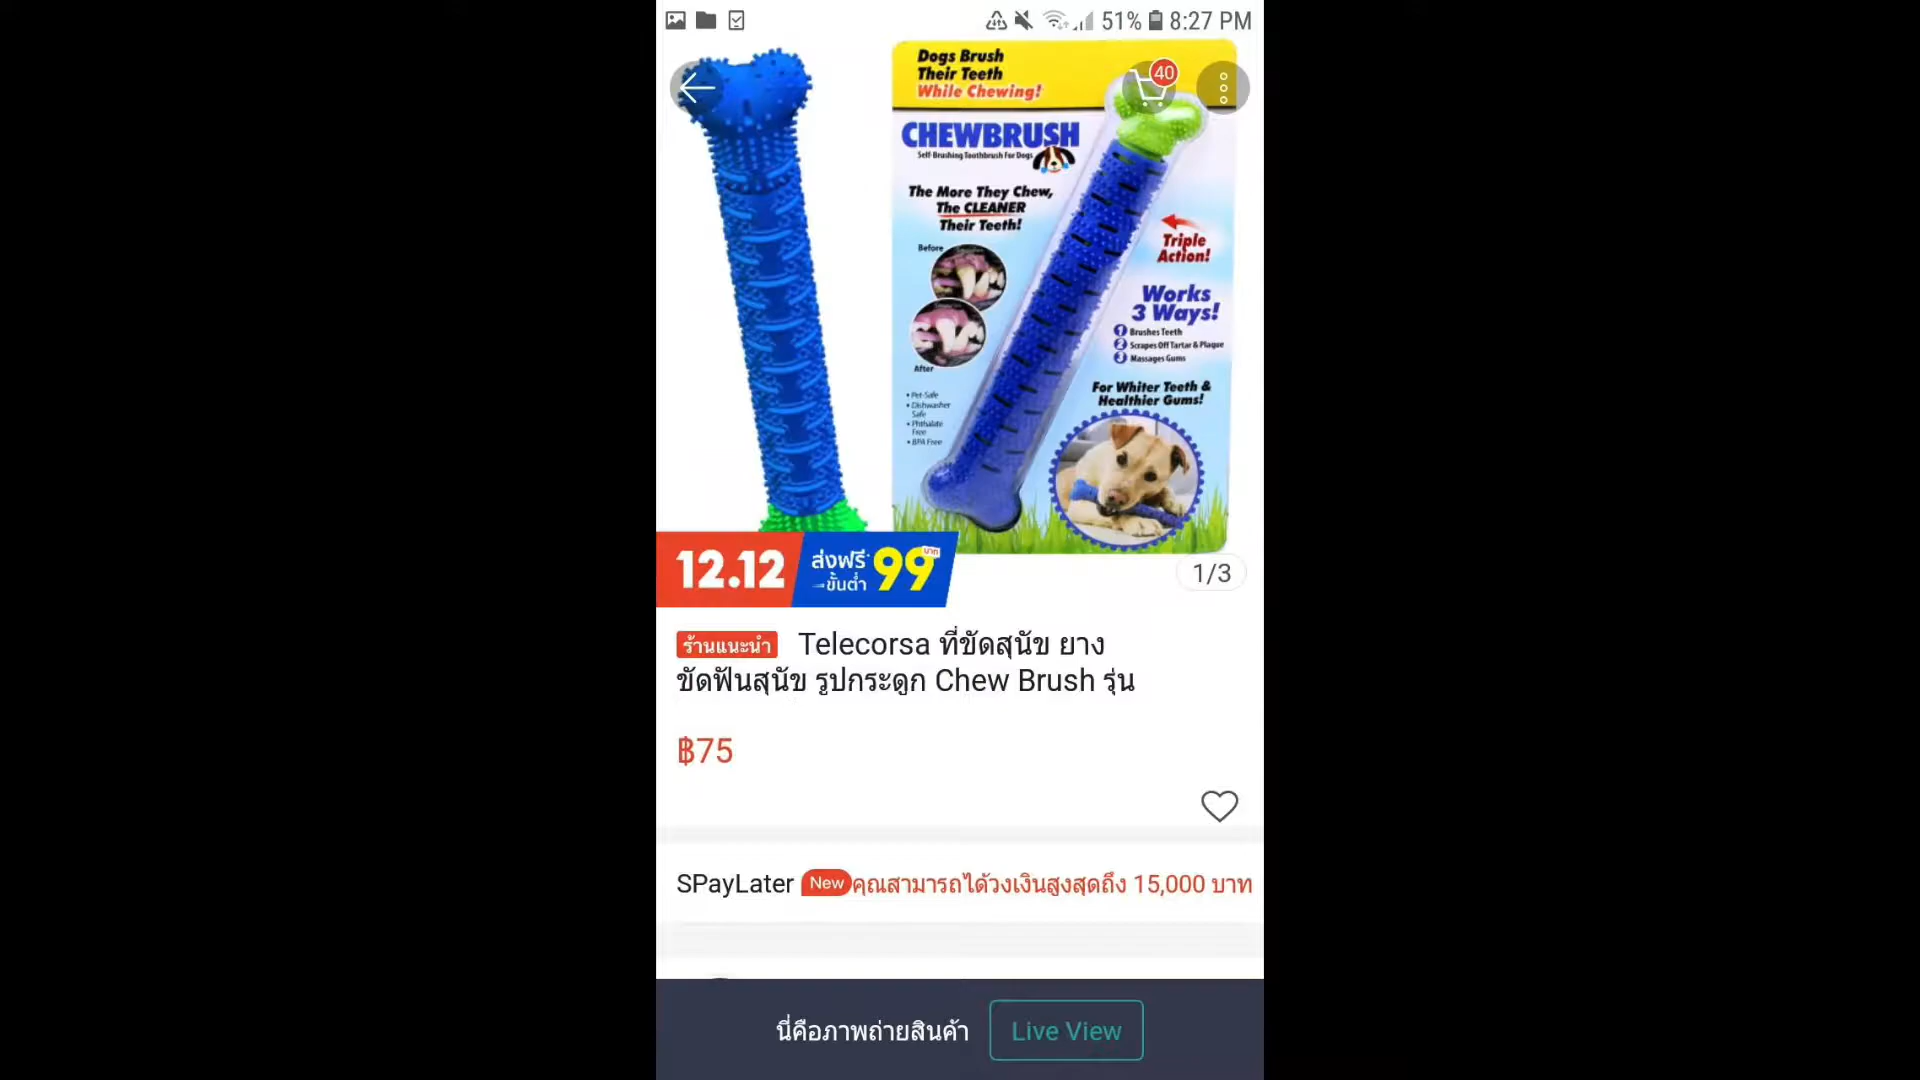 51% 8:27 PM
40
Dogs Brush
Their Teeth
While Chewing!
CHEWBRUSH
Self-Brushing Toothbrush For Dogs
The More They Chew,
The CLEANER
Their Teeth!
Before
After
Triple
Action!
Works
3 Ways!
1 Brushes Teeth
2 Scrapes Off Tartar & Plaque
3 Massages Gums
For Whiter Teeth &
Healthier Gums!
• Pet-Safe
• Dishwasher
Safe
• Phthalate
Free
• BPA Free
12.12
ส่งฟรี*
ขั้นต่ำ 99 บาท
1/3
ร้านแนะนำ Telecorsa ที่ขัดสุนัข ยาง
ขัดฟันสุนัข รูปกระดูก Chew Brush รุ่น
฿75
SPayLater New คุณสามารถได้วงเงินสูงสุดถึง 15,000 บาท
นี่คือภาพถ่ายสินค้า Live View